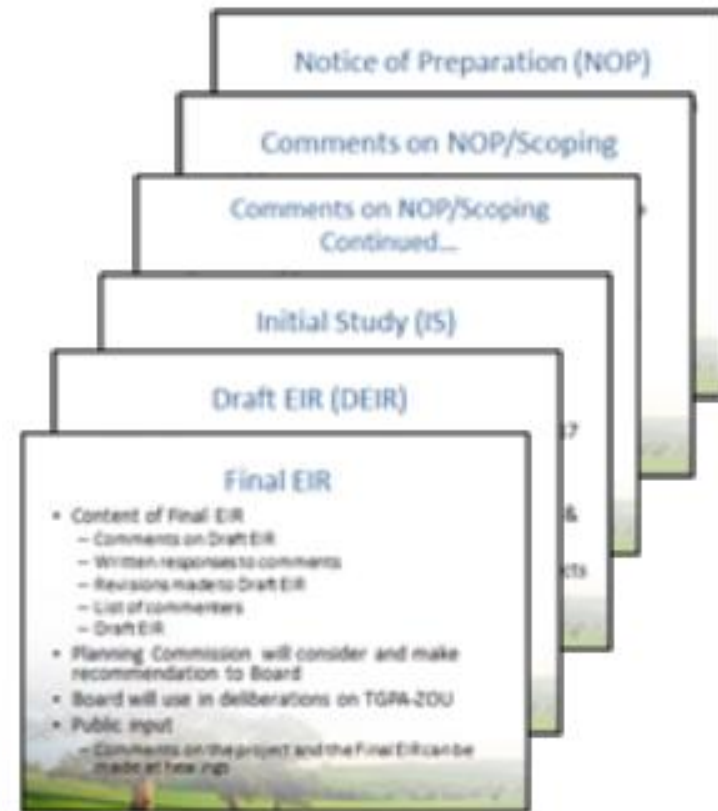 Notice of Preparation (NOP)
Comments on NOP/Scoping
Comments on NOP/Scoping
Continued...
Initial Study (IS)
Draft EIR (DEIR)
17
&
cts
Final EIR
• Content of Final EIR
– Comments on Draft EIR
– Written responses to comments
– Revisions made to Draft EIR
– List of commenters
– Draft EIR
• Planning Commission will consider and make
recommendation to Board
• Board will use in deliberations on TGPA-ZOU
• Public input
– Comments on the project and the Final EIR can be
made at hearings